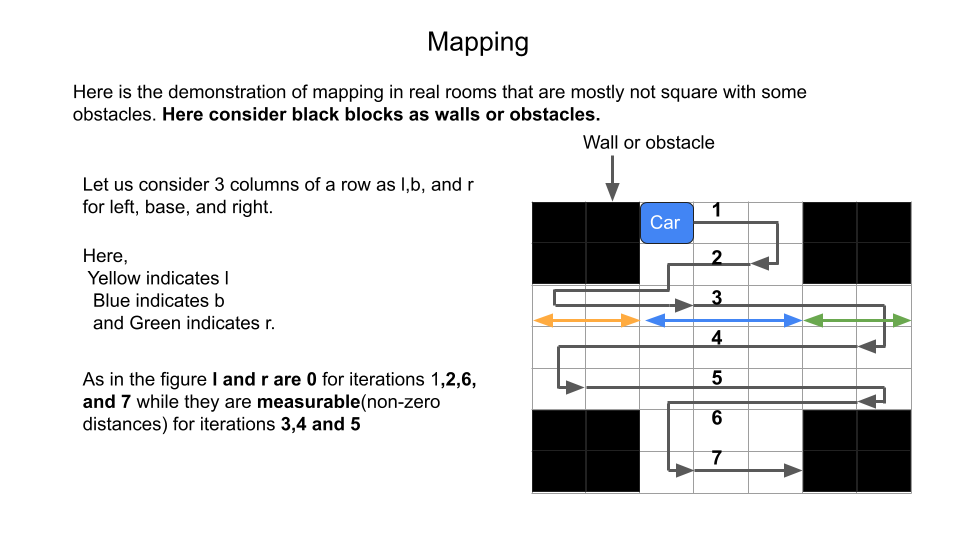 Mapping
Here is the demonstration of mapping in real rooms that are mostly not square with some
obstacles. Here consider black blocks as walls or obstacles.
Wall or obstacle
Let us consider 3 columns of a row as l,b, and r
for left, base, and right.
Here,
Yellow indicates l
Blue indicates b
and Green indicates r.
As in the figure l and r are 0 for iterations 1,2,6,
and 7 while they are measurable(non-zero
distances) for iterations 3,4 and 5
Car
1
2
3
4
5
6
7